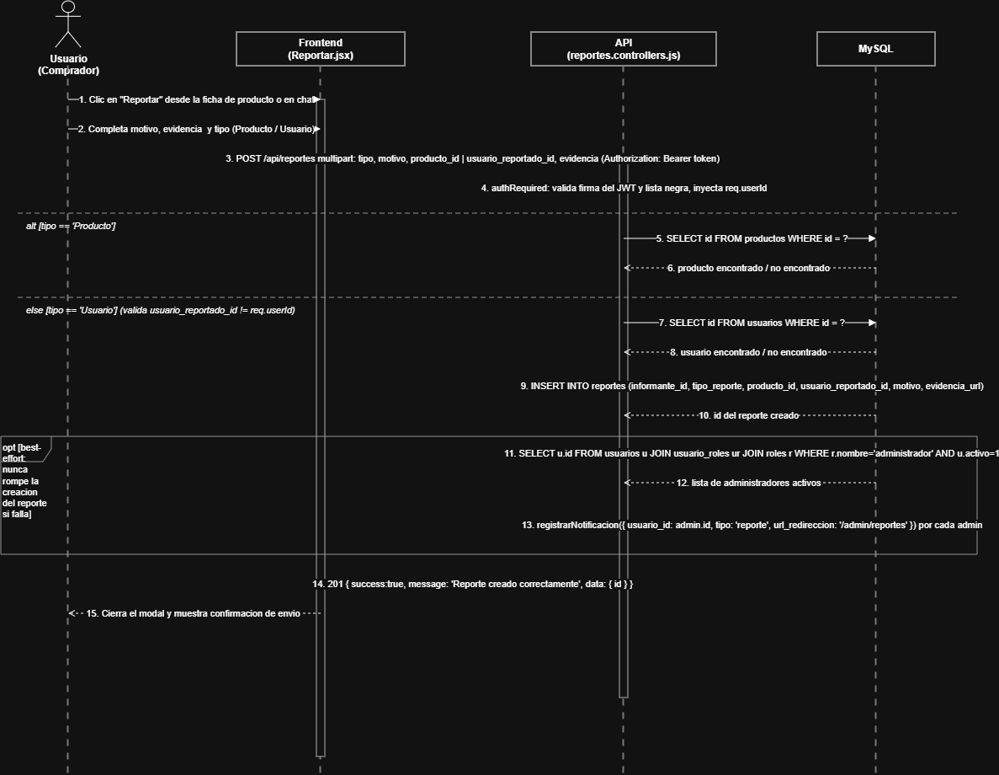 Usuario
(Comprador)
Frontend
(Reportar.jsx)
API
(reportes.controllers.js)
MySQL
1. Clic en "Reportar" desde la ficha de producto o en chat
2. Completa motivo, evidencia y tipo (Producto / Usuario)
3. POST /api/reportes multipart: tipo, motivo, producto_id | usuario_reportado_id, evidencia (Authorization: Bearer token)
4. authRequired: valida firma del JWT y lista negra, inyecta req.userId
alt [tipo == 'Producto']
5. SELECT id FROM productos WHERE id = ?
6. producto encontrado / no encontrado
else [tipo == 'Usuario'] (valida usuario_reportado_id != req.userId)
7. SELECT id FROM usuarios WHERE id = ?
8. usuario encontrado / no encontrado
9. INSERT INTO reportes (informante_id, tipo_reporte, producto_id, usuario_reportado_id, motivo, evidencia_url)
10. id del reporte creado
opt [best-
effort:
nunca
rompe la
creacion
del reporte
si falla]
11. SELECT u.id FROM usuarios u JOIN usuario_roles ur JOIN roles r WHERE r.nombre='administrador' AND u.activo=1
12. lista de administradores activos
13. registrarNotificacion({ usuario_id: admin.id, tipo: 'reporte', url_redireccion: '/admin/reportes' }) por cada admin
14. 201 { success:true, message: 'Reporte creado correctamente', data: { id } }
15. Cierra el modal y muestra confirmacion de envio